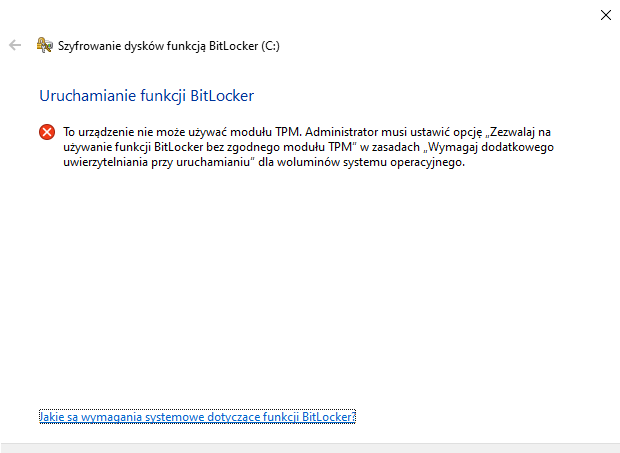 Szyfrowanie dysków funkcją BitLocker (C:)
Uruchamianie funkcji BitLocker
To urządzenie nie może używać modułu TPM. Administrator musi ustawić opcję „Zezwalaj na
używanie funkcji BitLocker bez zgodnego modułu TPM” w zasadach „Wymagaj dodatkowego
uwierzytelniania przy uruchamianiu” dla woluminów systemu operacyjnego.
Jakie są wymagania systemowe dotyczące funkcji BitLocker?